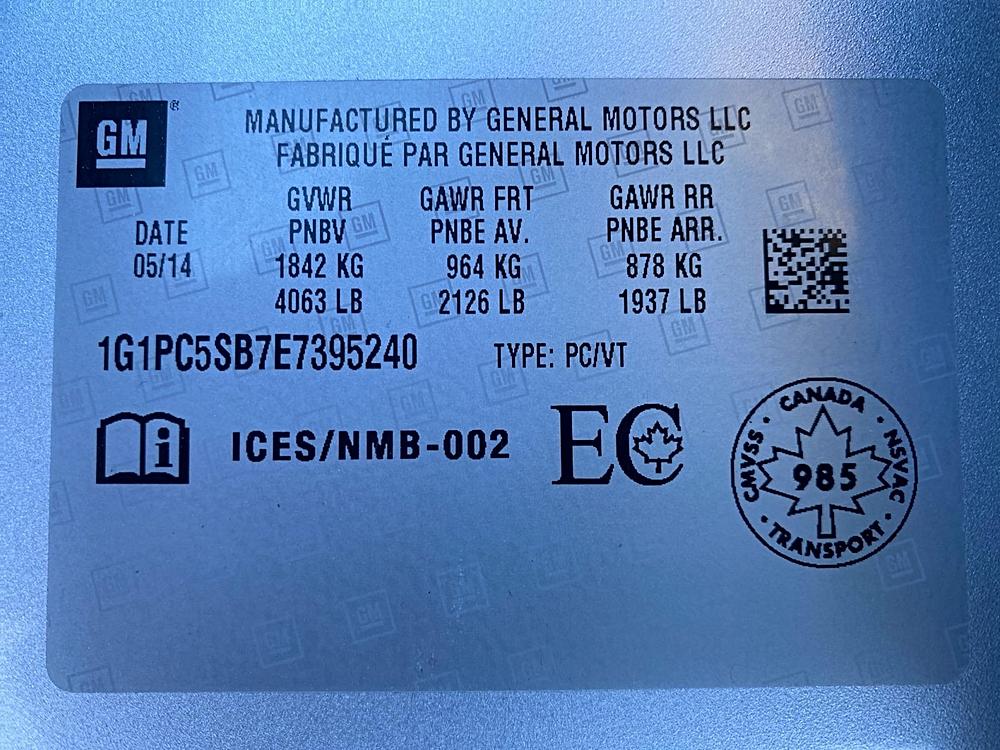 GM ®
MANUFACTURED BY GENERAL MOTORS LLC
FABRIQUÉ PAR GENERAL MOTORS LLC
GVWR GAWR FRT GAWR RR
DATE PNBV PNBE AV. PNBE ARR.
05/14 1842 KG 964 KG 878 KG
4063 LB 2126 LB 1937 LB
1G1PC5SB7E7395240 TYPE: PC/VT
i ICES/NMB-002 EC
CANADA
CMVSS 985 NSVAC
TRANSPORT